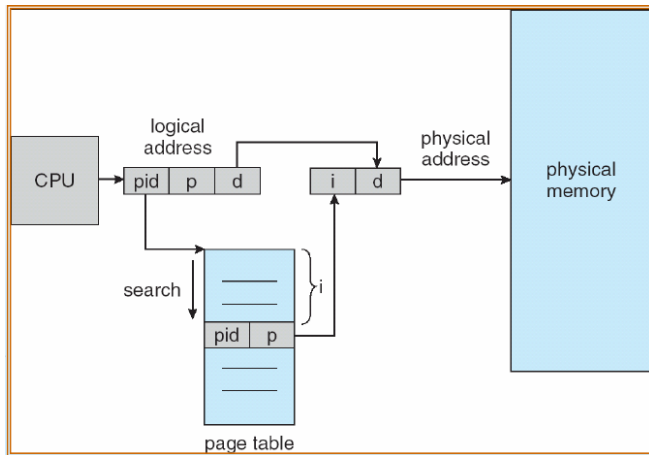 logical
address
physical
address
CPU
pid p d
i d
physical
memory
search
i
pid p
page table